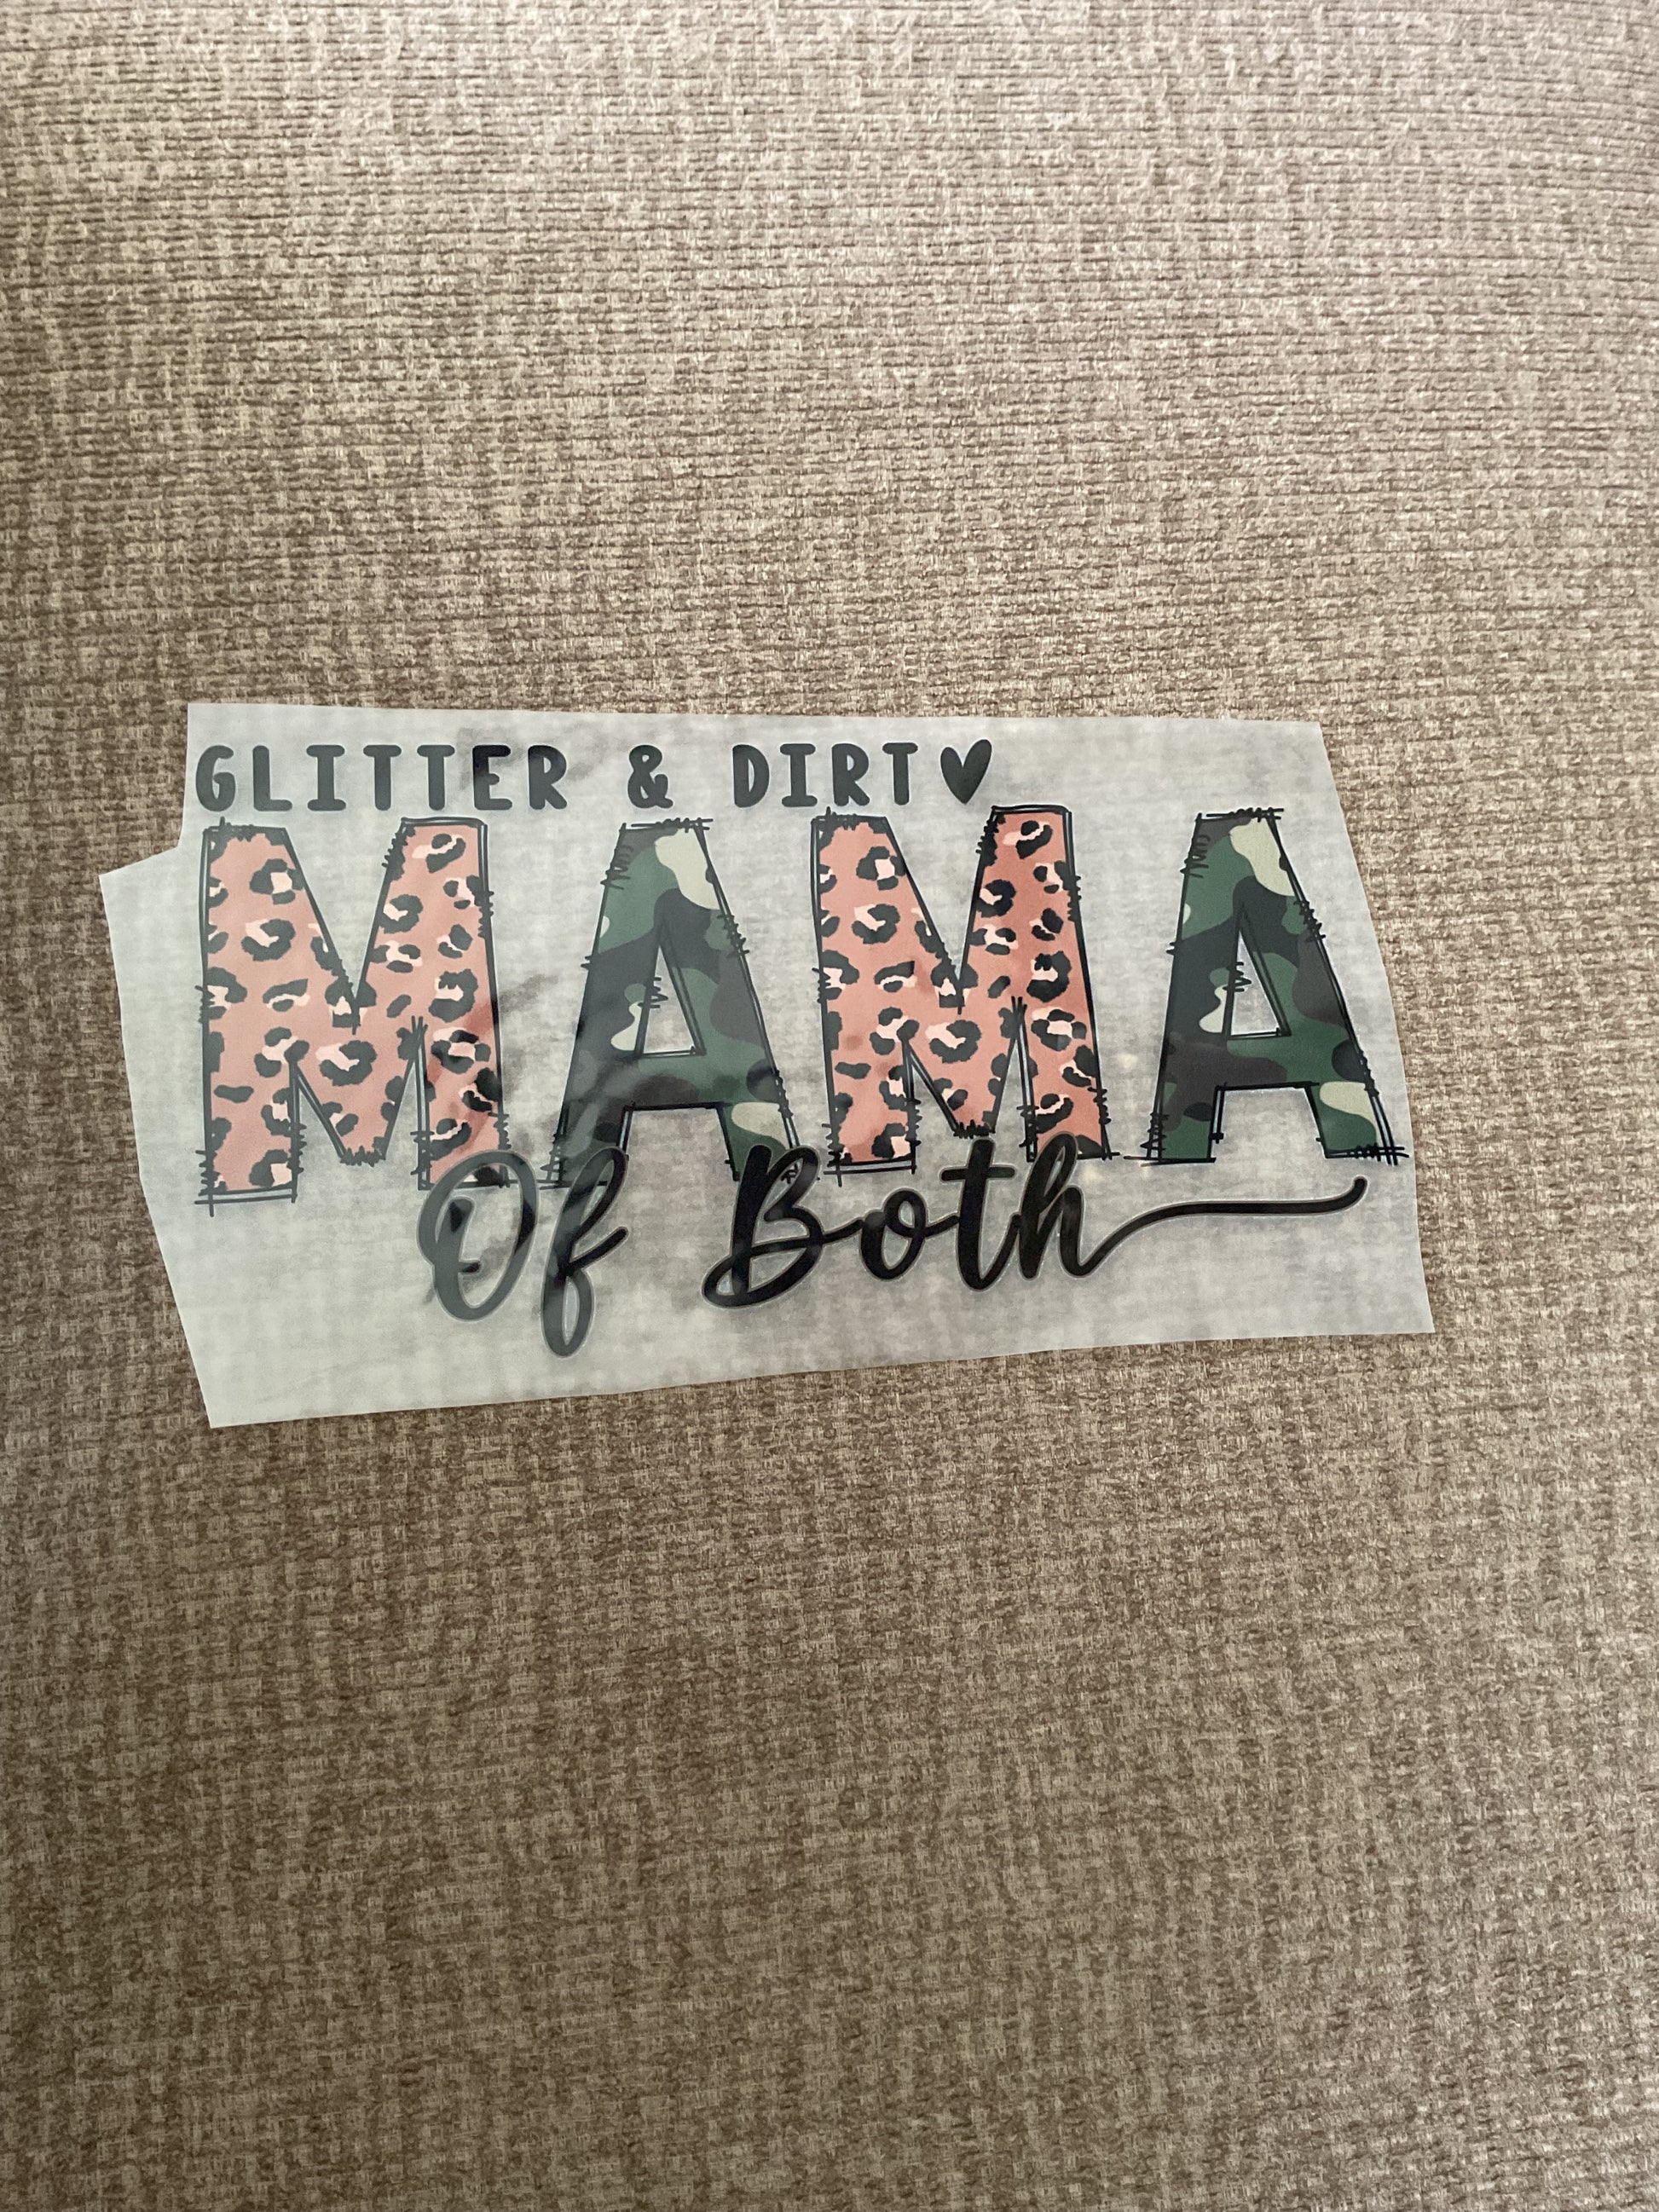 GLITTER & DIRT♥
MAMA
Of Both